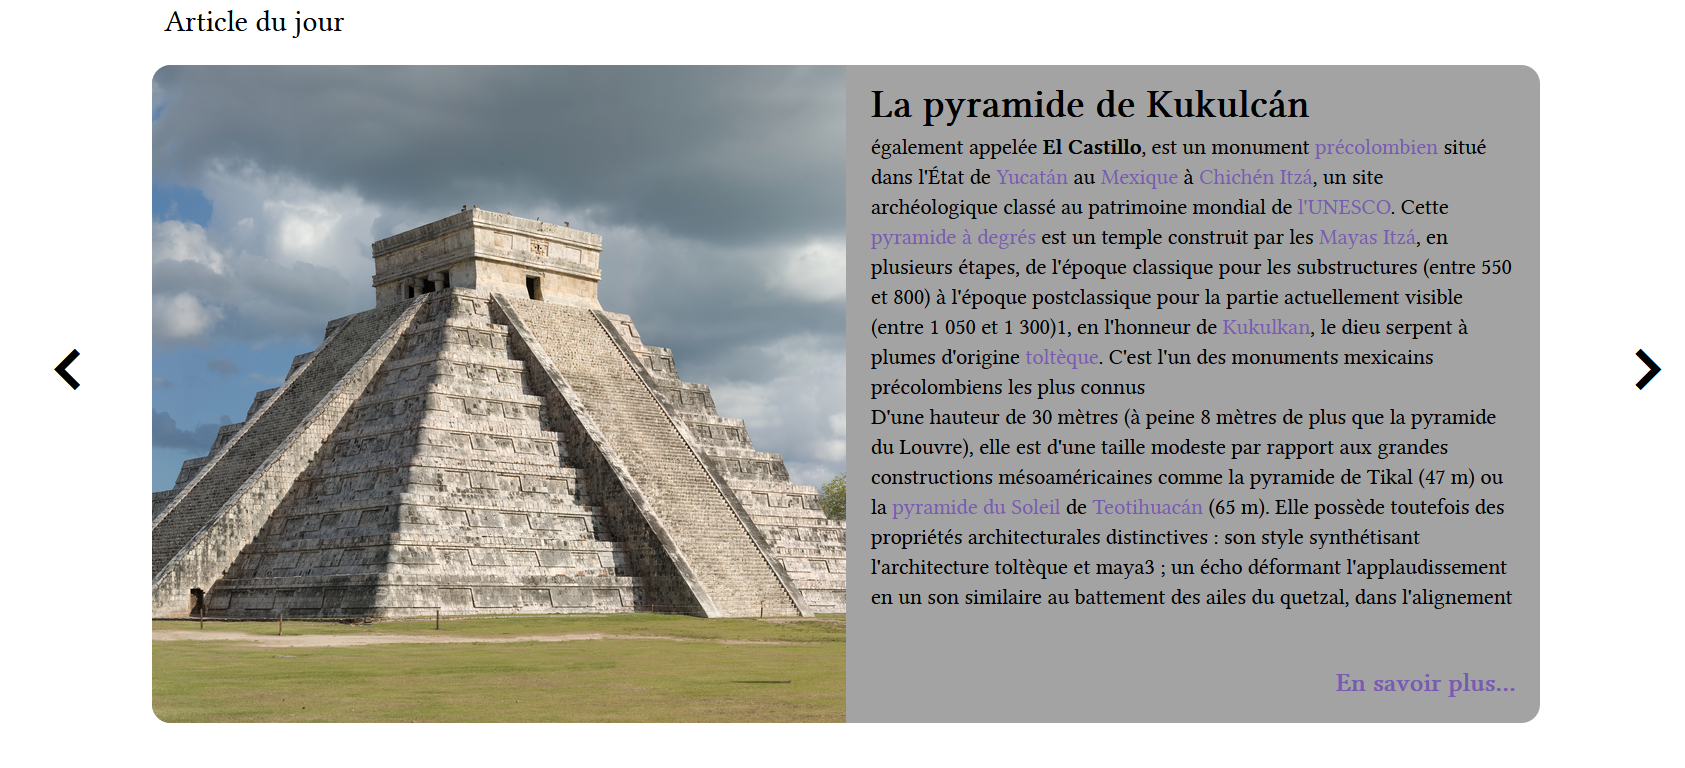 Article du jour
La pyramide de Kukulcán
également appelée El Castillo, est un monument précolombien situé
dans l'État de Yucatán au Mexique à Chichén Itzá, un site
archéologique classé au patrimoine mondial de l'UNESCO. Cette
pyramide à degrés est un temple construit par les Mayas Itzá, en
plusieurs étapes, de l'époque classique pour les substructures (entre 550
et 800) à l'époque postclassique pour la partie actuellement visible
(entre 1 050 et 1 300)1, en l'honneur de Kukulkan, le dieu serpent à
plumes d'origine toltèque. C'est l'un des monuments mexicains
précolombiens les plus connus
D'une hauteur de 30 mètres (à peine 8 mètres de plus que la pyramide
du Louvre), elle est d'une taille modeste par rapport aux grandes
constructions mésoaméricaines comme la pyramide de Tikal (47 m) ou
la pyramide du Soleil de Teotihuacán (65 m). Elle possède toutefois des
propriétés architecturales distinctives : son style synthétisant
l'architecture toltèque et maya3 ; un écho déformant l'applaudissement
en un son similaire au battement des ailes du quetzal, dans l'alignement
En savoir plus...